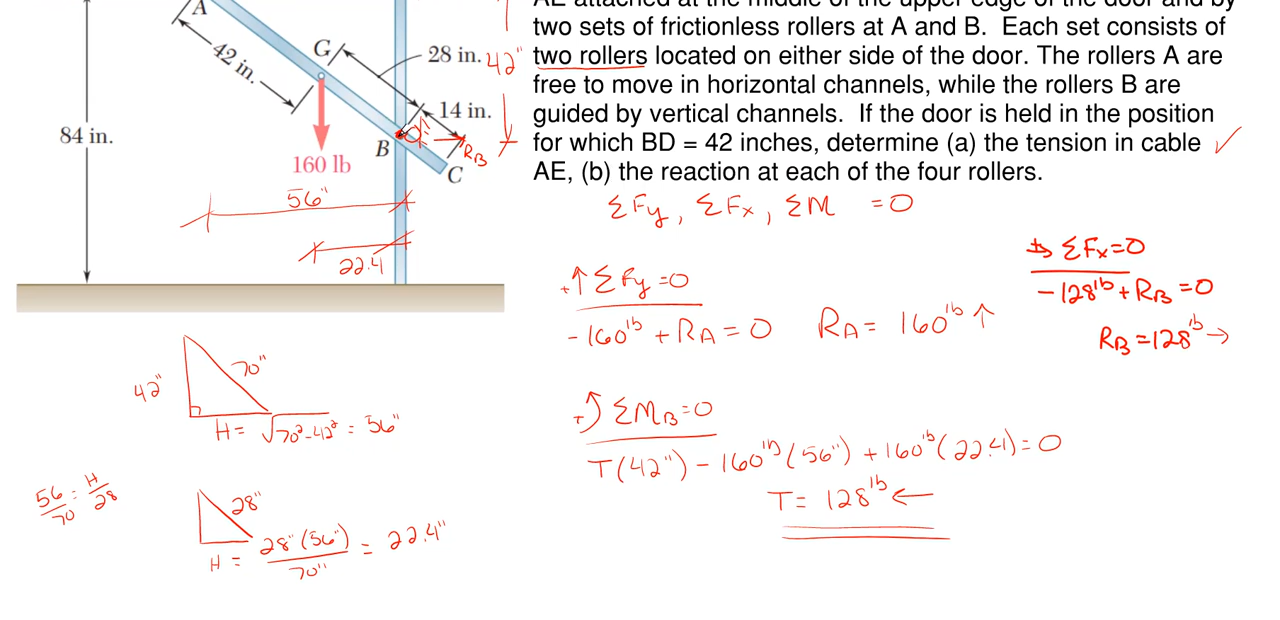 AE attached at the middle of the upper edge of the door and by
two sets of frictionless rollers at A and B. Each set consists of
two rollers located on either side of the door. The rollers A are
free to move in horizontal channels, while the rollers B are
guided by vertical channels. If the door is held in the position
for which BD = 42 inches, determine (a) the tension in cable ✓
AE, (b) the reaction at each of the four rollers.
A
42 in.
G
28 in.
42"
14 in.
84 in.
B
RB
C
160 lb
56"
22.4
ΣFy, ΣFx, ΣM = 0
+↑ΣFy=0
-160lb + RA = 0 RA = 160lb↑
+→ΣFx=0
-128lb + RB = 0
RB = 128lb →
42"
70"
H = √70²-42² = 56"
+↺ΣMB=0
T(42") - 160lb(56") + 160lb(22.4) = 0
T = 128lb ←
56/70 = H/28
28"
H = 28"(56")/70" = 22.4"